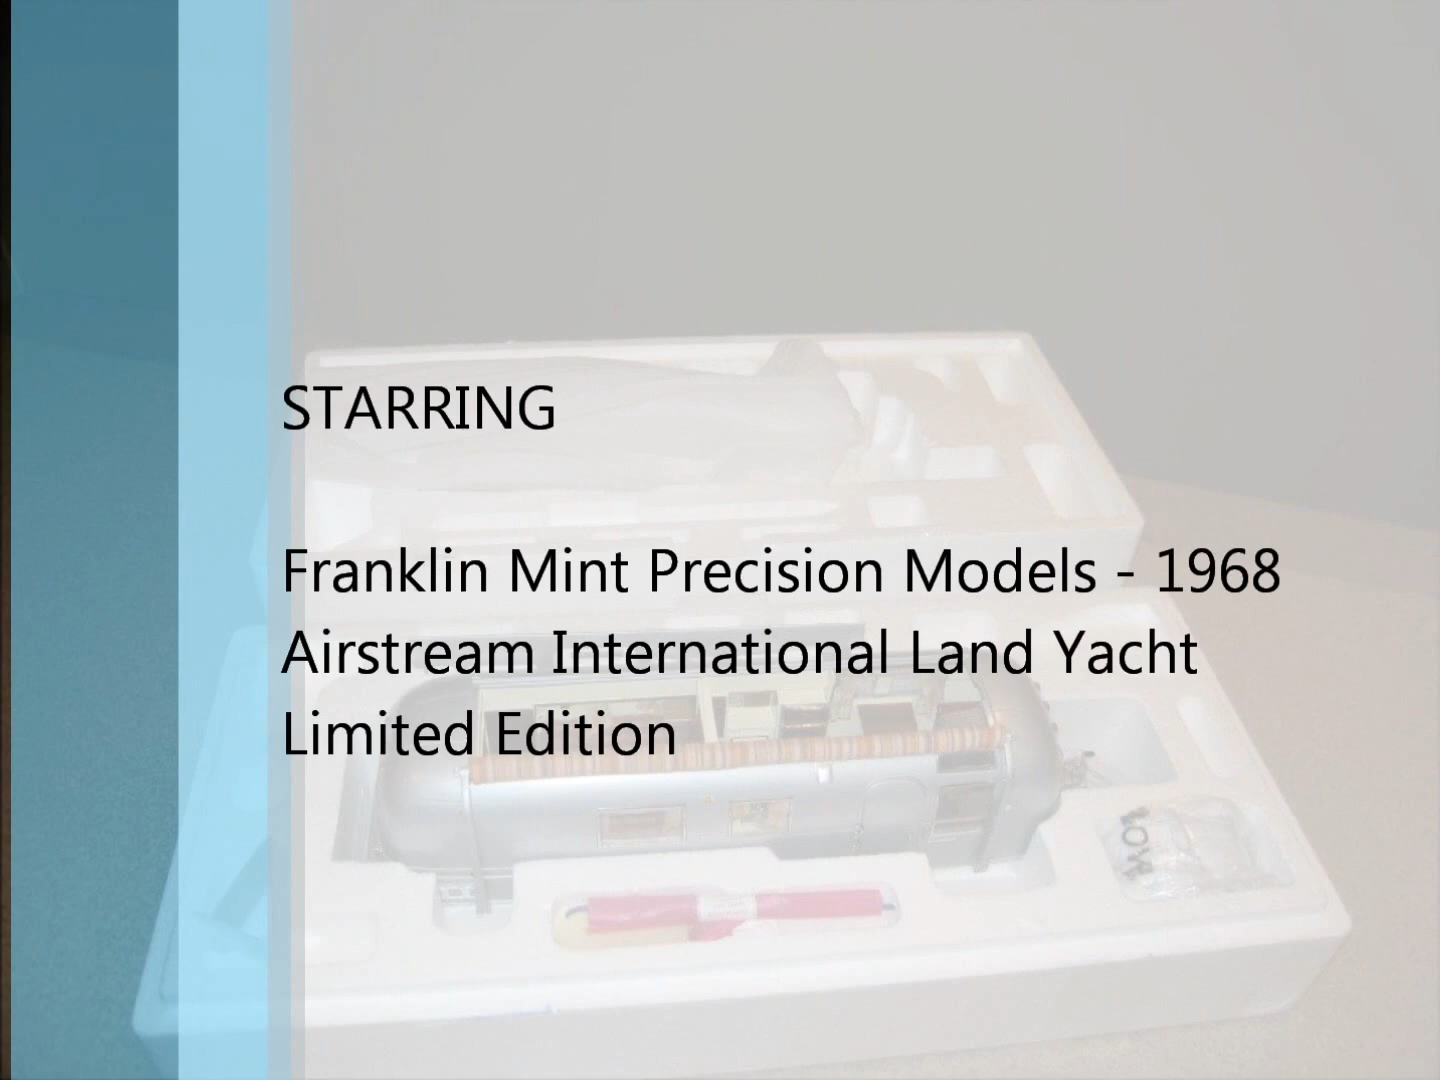 STARRING
Franklin Mint Precision Models - 1968
Airstream International Land Yacht
Limited Edition